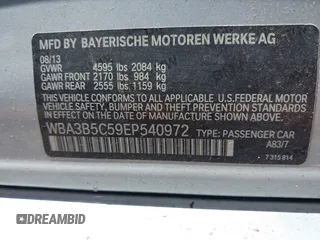 MFD BY BAYERISCHE MOTOREN WERKE AG
08/13
GVWR 4595 lbs 2084 kg
GAWR FRONT 2170 lbs 984 kg
GAWR REAR 2555 lbs 1159 kg
THIS VEHICLE CONFORMS TO ALL APPLICABLE U.S. FEDERAL MOTOR
VEHICLE SAFETY, BUMPER, AND THEFT PREVENTION STANDARDS
IN EFFECT ON THE DATE OF MANUFACTURE SHOWN ABOVE.
WBA3B5C59EP540972 TYPE: PASSENGER CAR
A83/7
7 315 814
DREAMBID